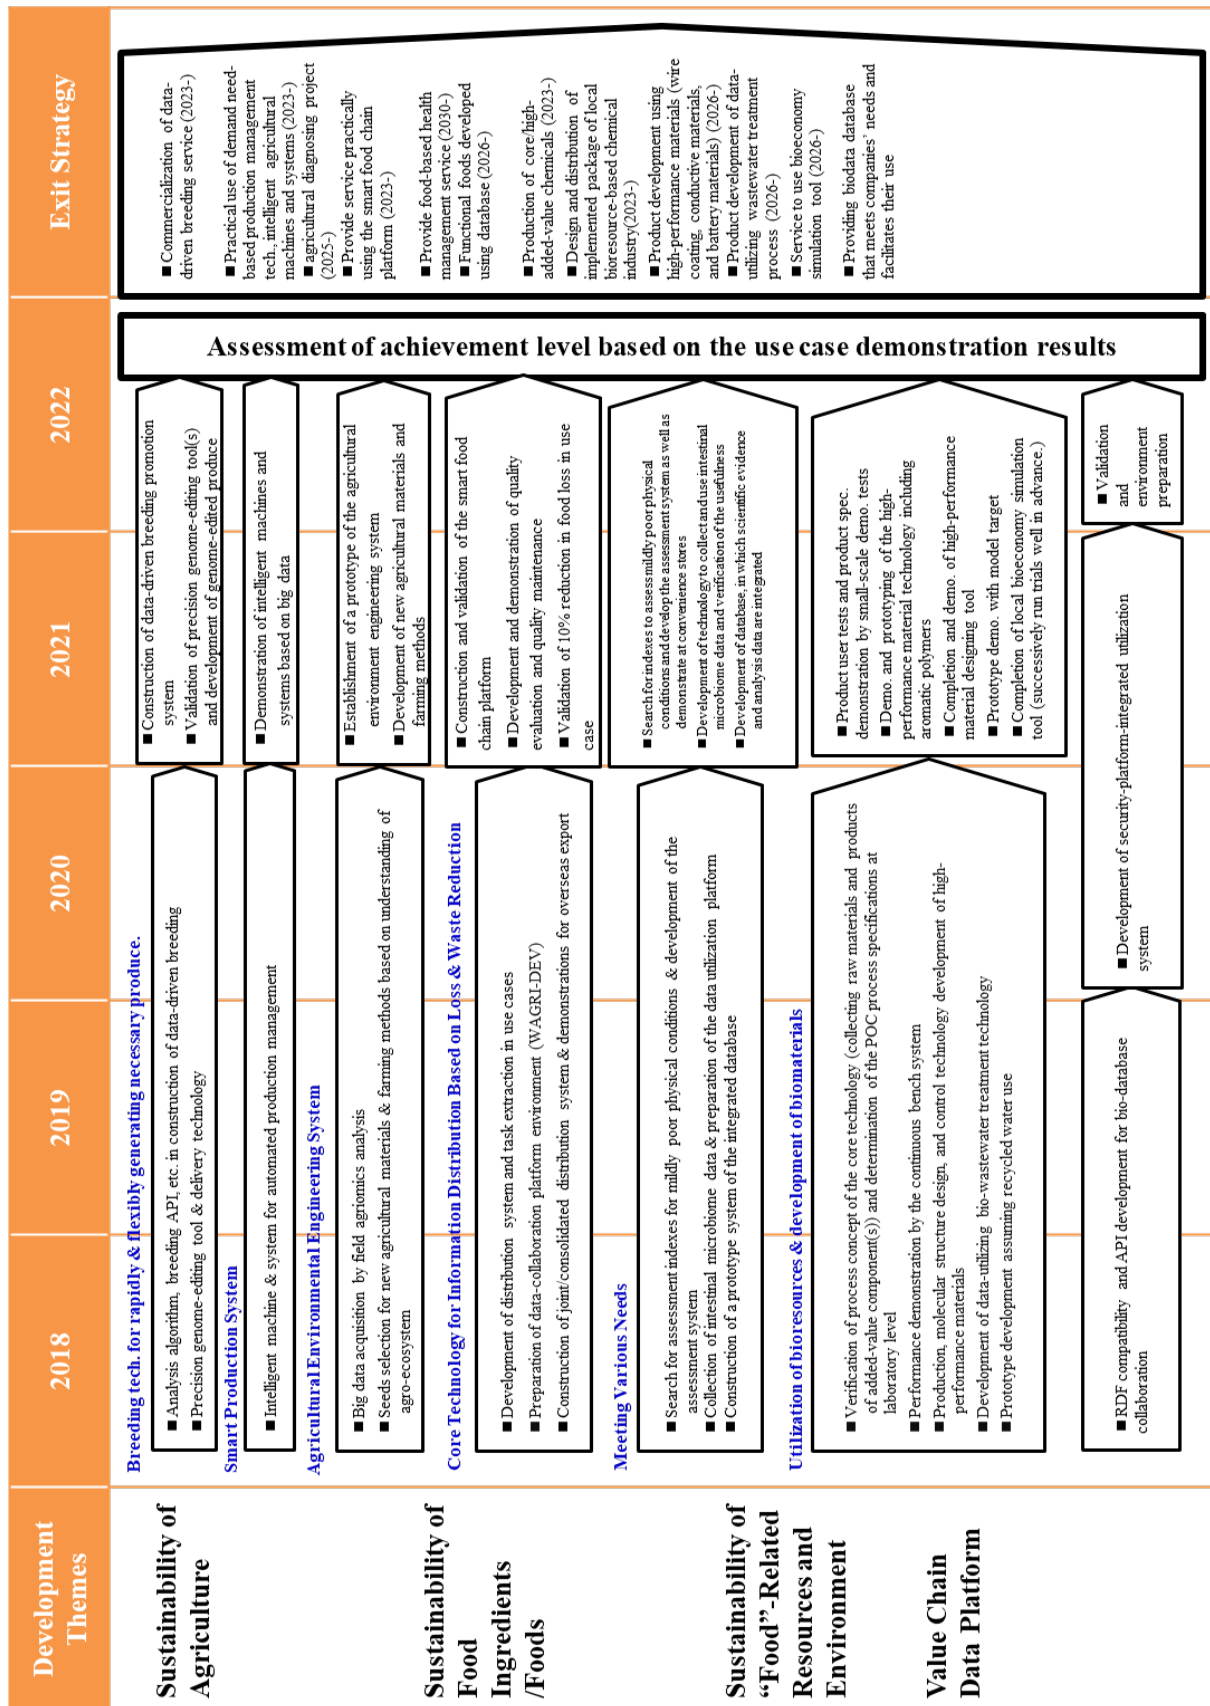 Development
Themes
2018
2019
2020
2021
2022
Exit Strategy
Sustainability of
Agriculture
Breeding tech. for rapidly & flexibly generating necessary produce.
■ Analysis algorithm, breeding API, etc. in construction of data-driven breeding
■ Precision genome-editing tool & delivery technology
■ Construction of data-driven breeding promotion
system
■ Validation of precision genome-editing tool(s)
and development of genome-edited produce
Smart Production System
■ Intelligent machine & system for automated production management
■ Demonstration of intelligent machines and
systems based on big data
Agricultural Environmental Engineering System
■ Big data acquisition by field agriomics analysis
■ Seeds selection for new agricultural materials & farming methods based on understanding of
agro-ecosystem
■ Establishment of a prototype of the agricultural
environment engineering system
■ Development of new agricultural materials and
farming methods
Sustainability of
Food
Ingredients
/Foods
Core Technology for Information Distribution Based on Loss & Waste Reduction
■ Development of distribution system and task extraction in use cases
■ Preparation of data-collaboration platform environment (WAGRI-DEV)
■ Construction of joint/consolidated distribution system & demonstrations for overseas export
■ Construction and validation of the smart food
chain platform
■ Development and demonstration of quality
evaluation and quality maintenance
■ Validation of 10% reduction in food loss in use
case
Meeting Various Needs
■ Search for assessment indexes for mildly poor physical conditions & development of the
assessment system
■ Collection of intestinal microbiome data & preparation of the data utilization platform
■ Construction of a prototype system of the integrated database
■ Search for indexes to assess mildly poor physical
conditions and develop the assessment system as well as
demonstrate at convenience stores
■ Development of technology to collect and use intestinal
microbiome data and verification of the usefulness
■ Development of database, in which scientific evidence
and analysis data are integrated
Sustainability of
“Food”-Related
Resources and
Environment
Utilization of bioresources & development of biomaterials
■ Verification of process concept of the core technology (collecting raw materials and products
of added-value component(s)) and determination of the POC process specifications at
laboratory level
■ Performance demonstration by the continuous bench system
■ Production, molecular structure design, and control technology development of high-
performance materials
■ Development of data-utilizing bio-wastewater treatment technology
■ Prototype development assuming recycled water use
■ Product user tests and product spec.
demonstration by small-scale demo. tests
■ Demo. and prototyping of the high-
performance material technology including
aromatic polymers
■ Completion and demo. of high-performance
material designing tool
■ Prototype demo. with model target
■ Completion of local bioeconomy simulation
tool (successively run trials well in advance.)
Value Chain
Data Platform
■ RDF compatibility and API development for bio-database
collaboration
■ Development of security-platform-integrated utilization
system
■ Validation
and
environment
preparation
Assessment of achievement level based on the use case demonstration results
■ Commercialization of data-
driven breeding service (2023-)
■ Practical use of demand need-
based production management
tech., intelligent agricultural
machines and systems (2023-)
■ agricultural diagnosing project
(2025-)
■ Provide service practically
using the smart food chain
platform (2023-)
■ Provide food-based health
management service (2030-)
■ Functional foods developed
using database (2026-)
■ Production of core/high-
added-value chemicals (2023-)
■ Design and distribution of
implemented package of local
bioresource-based chemical
industry(2023-)
■ Product development using
high-performance materials (wire
coating, conductive materials,
and battery materials) (2026-)
■ Product development of data-
utilizing wastewater treatment
process (2026-)
■ Service to use bioeconomy
simulation tool (2026-)
■ Providing biodata database
that meets companies’ needs and
facilitates their use